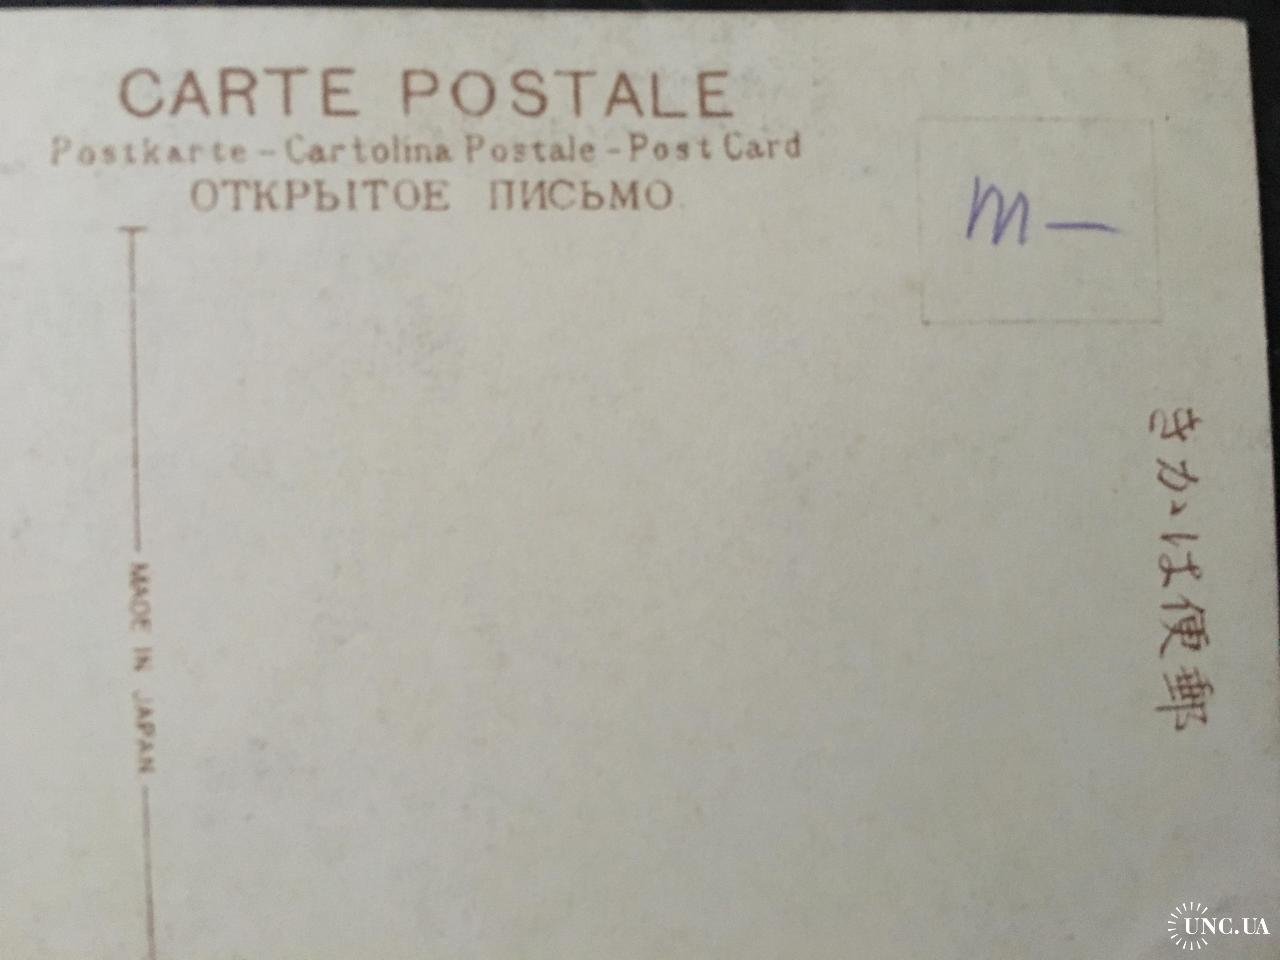 CARTE POSTALE
Postkarte - Cartolina Postale - Post Card
ОТКРЫТОЕ ПИСЬМО
m —
きかは便郵
MADE IN JAPAN
UNC.UA